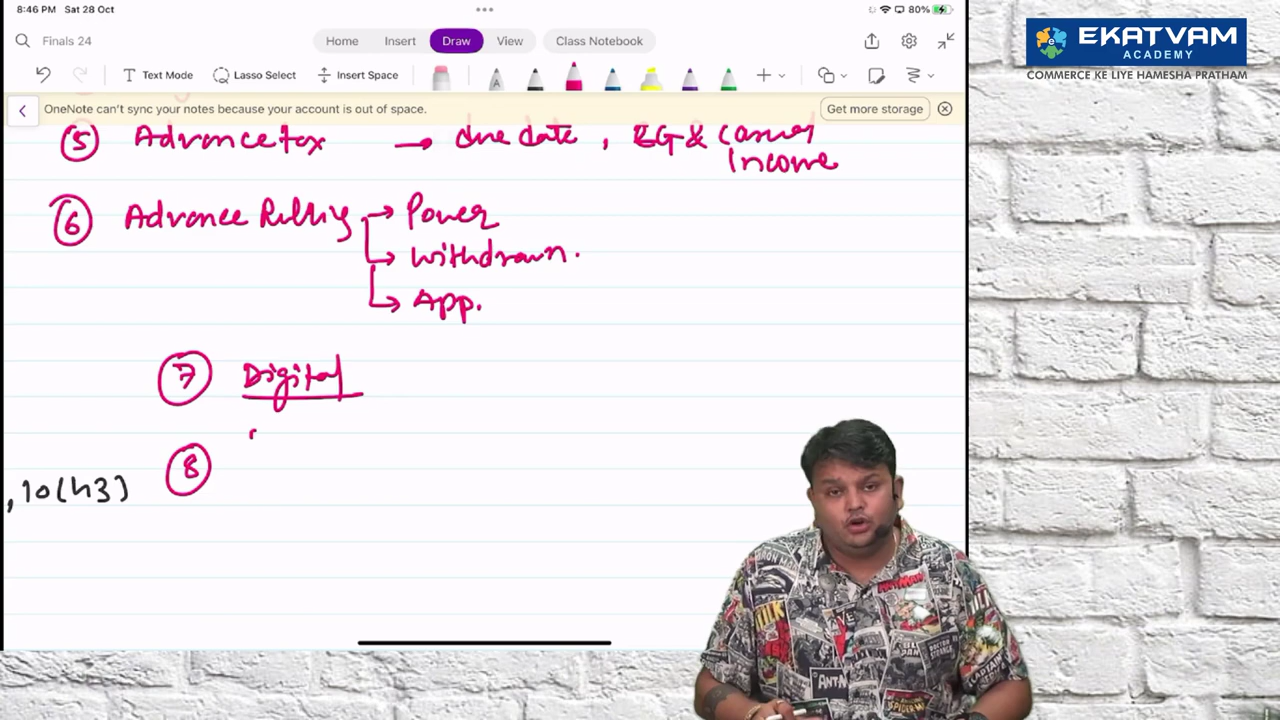 8:46 PM Sat 28 Oct
80%
Finals 24
Home Insert Draw View Class Notebook
Text Mode Lasso Select Insert Space
OneNote can't sync your notes because your account is out of space. Get more storage
EKATVAM
ACADEMY
COMMERCE KE LIYE HAMESHA PRATHAM
5 Advance tax → due date, &
Income
6 Advance → Power
→ Withdrawn.
→ App.
7 Digital
8
, 10(43)
ANT-M